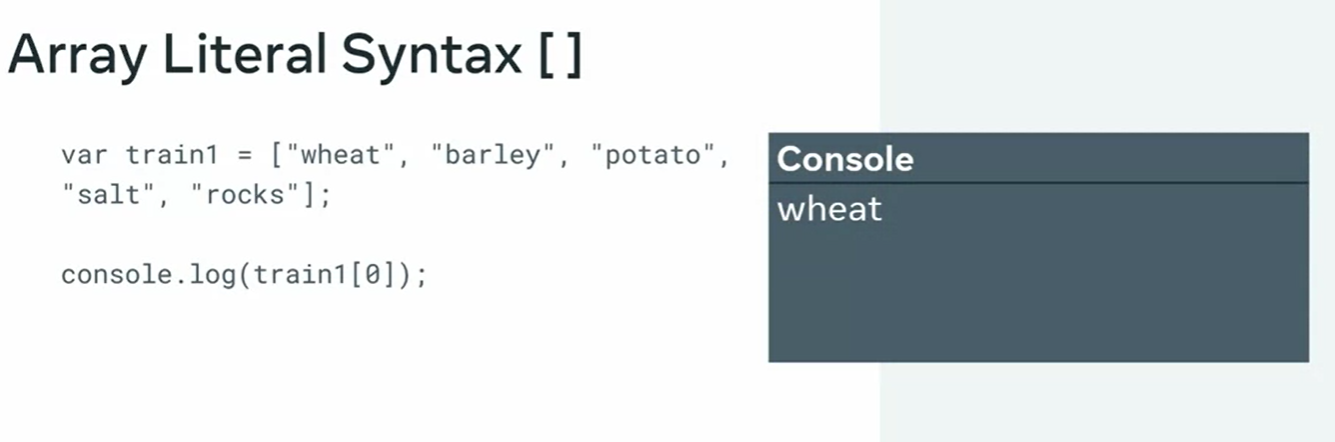 Array Literal Syntax [ ]
var train1 = ["wheat", "barley", "potato",
"salt", "rocks"];
console.log(train1[0]);
Console
wheat